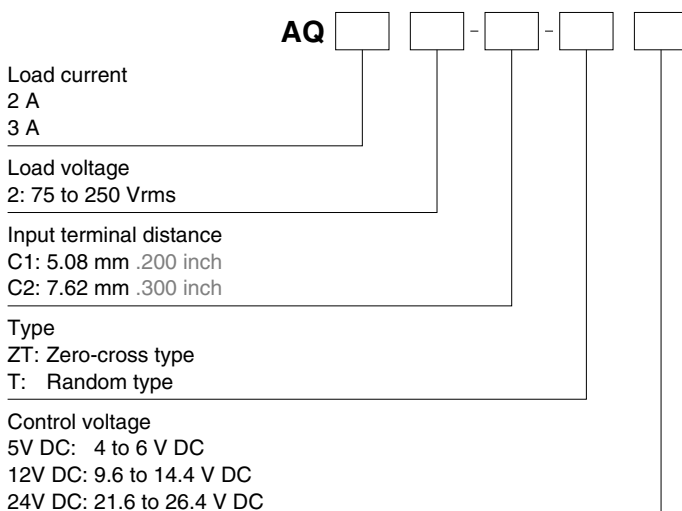 AQ - -
Load current
2 A
3 A
Load voltage
2: 75 to 250 Vrms
Input terminal distance
C1: 5.08 mm .200 inch
C2: 7.62 mm .300 inch
Type
ZT: Zero-cross type
T: Random type
Control voltage
5V DC: 4 to 6 V DC
12V DC: 9.6 to 14.4 V DC
24V DC: 21.6 to 26.4 V DC